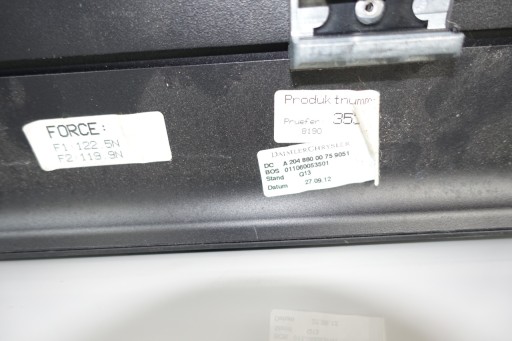 FORCE:
F1 122.5N
F2 119.9N
Produktnumm
Pruefer 353
8190
DAIMLERCHRYSLER
DC A 204 880 00 75 9051
BOS 011060053501
Stand Q13
Datum 27.09.12